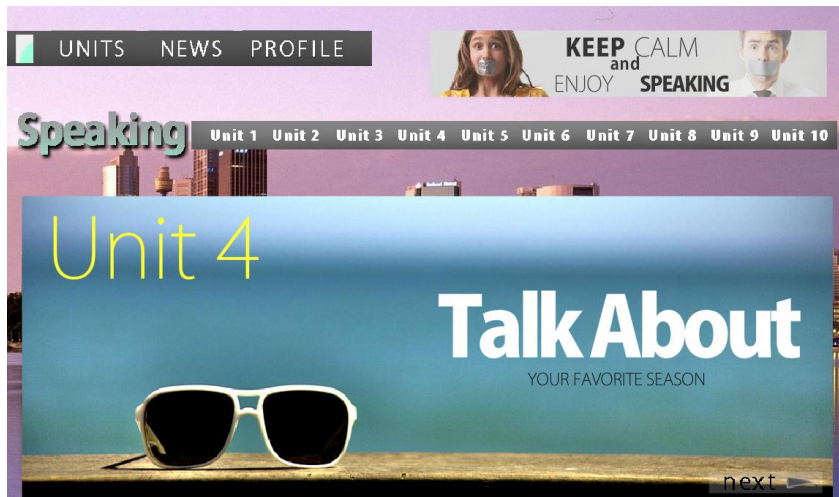 UNITS NEWS PROFILE
KEEP CALM
and
ENJOY SPEAKING
Speaking
Unit 1 Unit 2 Unit 3 Unit 4 Unit 5 Unit 6 Unit 7 Unit 8 Unit 9 Unit 10
Unit 4
Talk About
YOUR FAVORITE SEASON
next